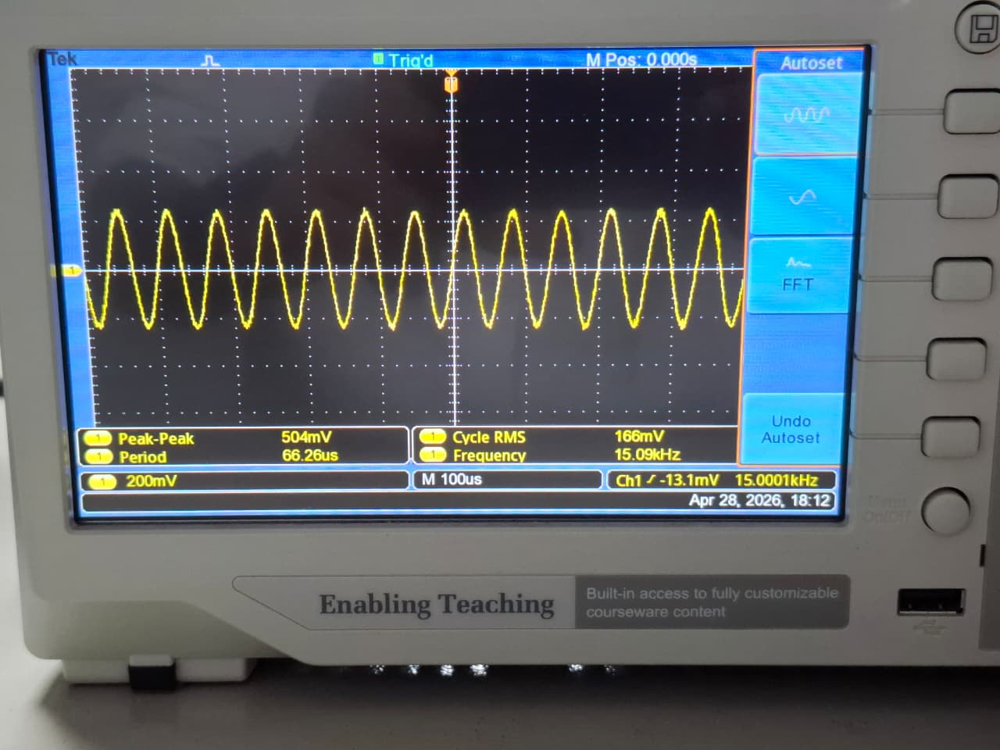 Tek
Trig'd
M Pos: 0.000s
Autoset
FFT
Undo
Autoset
1
1 Peak-Peak 504mV
1 Period 66.26us
1 Cycle RMS 166mV
1 Frequency 15.09kHz
1 200mV
M 100us
Ch1 -13.1mV 15.0001kHz
Apr 28, 2026, 18:12
Menu
On/Off
Enabling Teaching
Built-in access to fully customizable
courseware content